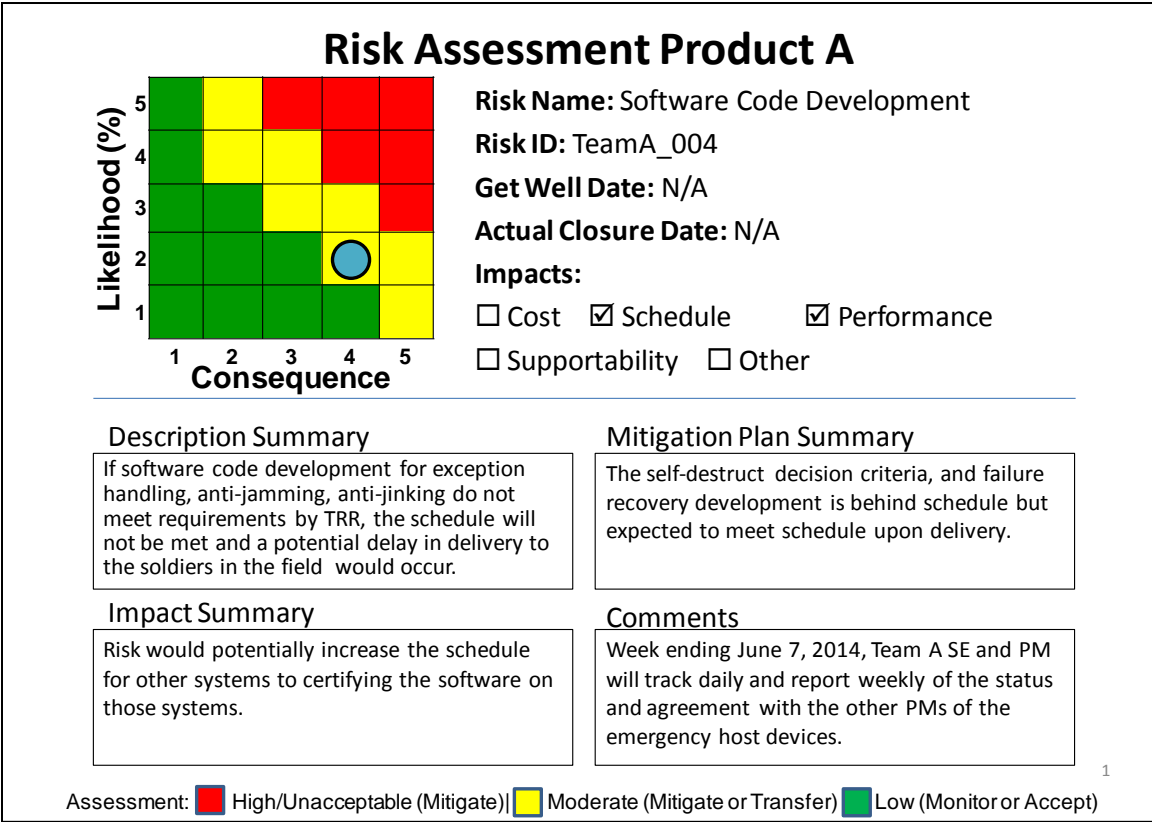 Risk Assessment Product A
Likelihood (%)
5
4
3
2
1
1 2 3 4 5
Consequence
Risk Name: Software Code Development
Risk ID: TeamA_004
Get Well Date: N/A
Actual Closure Date: N/A
Impacts:
☐ Cost ☑ Schedule ☑ Performance
☐ Supportability ☐ Other
Description Summary
If software code development for exception
handling, anti-jamming, anti-jinking do not
meet requirements by TRR, the schedule will
not be met and a potential delay in delivery to
the soldiers in the field would occur.
Mitigation Plan Summary
The self-destruct decision criteria, and failure
recovery development is behind schedule but
expected to meet schedule upon delivery.
Impact Summary
Risk would potentially increase the schedule
for other systems to certifying the software on
those systems.
Comments
Week ending June 7, 2014, Team A SE and PM
will track daily and report weekly of the status
and agreement with the other PMs of the
emergency host devices.
1
Assessment: High/Unacceptable (Mitigate)| Moderate (Mitigate or Transfer) Low (Monitor or Accept)